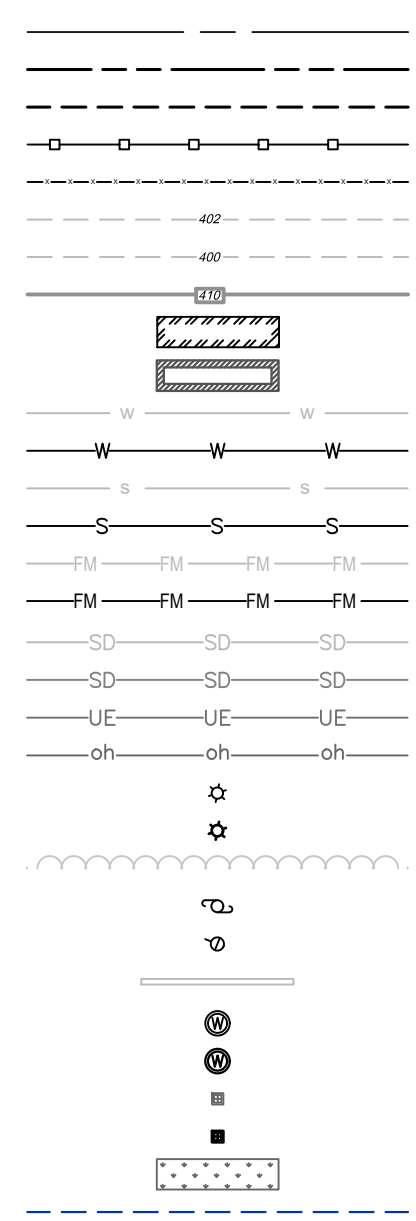 x x x x x x x x x x x x x x x x
402
400
410
W W
W W W
S S
S S S
FM FM FM FM
FM FM FM FM
SD SD SD
SD SD SD
UE UE UE
oh oh oh
W
W